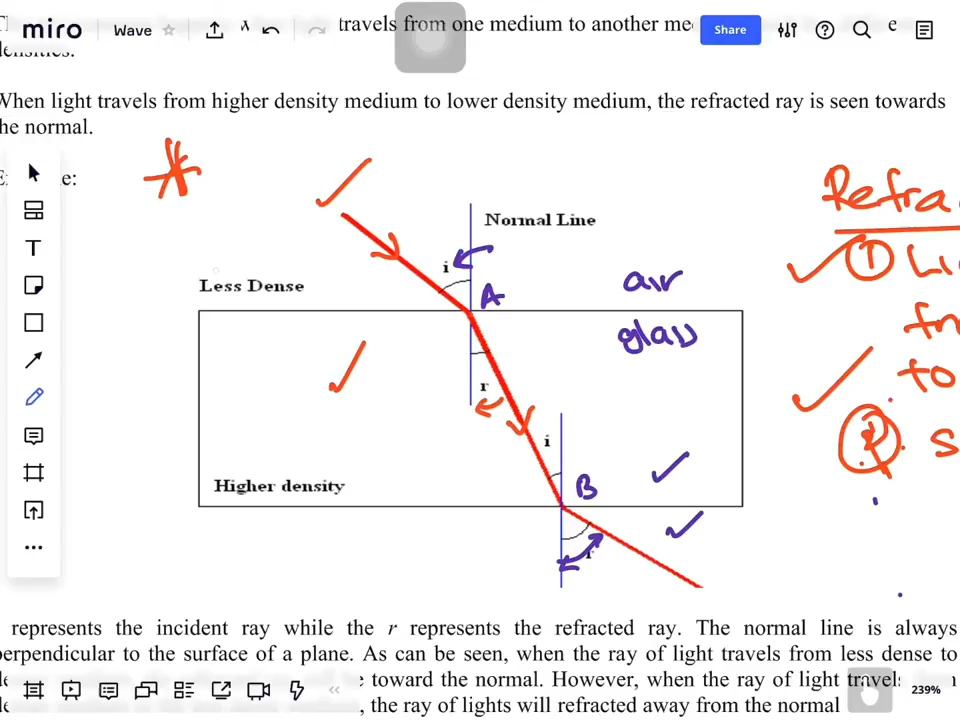 travels from one medium to another
miro Wave Share
densities.
When light travels from higher density medium to lower density medium, the refracted ray is seen towards
the normal.
Normal Line
Less Dense
i
A
air
glass
r
i
Higher density
B
r
Refra
① Li
fr
to
② S
represents the incident ray while the r represents the refracted ray. The normal line is always
perpendicular to the surface of a plane. As can be seen, when the ray of light travels from less dense to
toward the normal. However, when the ray of light travels
239%
, the ray of lights will refracted away from the normal